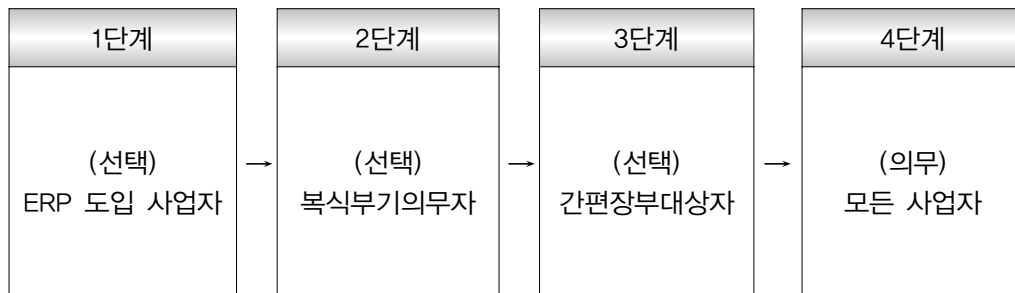 1단계
(선택)
ERP 도입 사업자
→
2단계
(선택)
복식부기의무자
→
3단계
(선택)
간편장부대상자
→
4단계
(의무)
모든 사업자